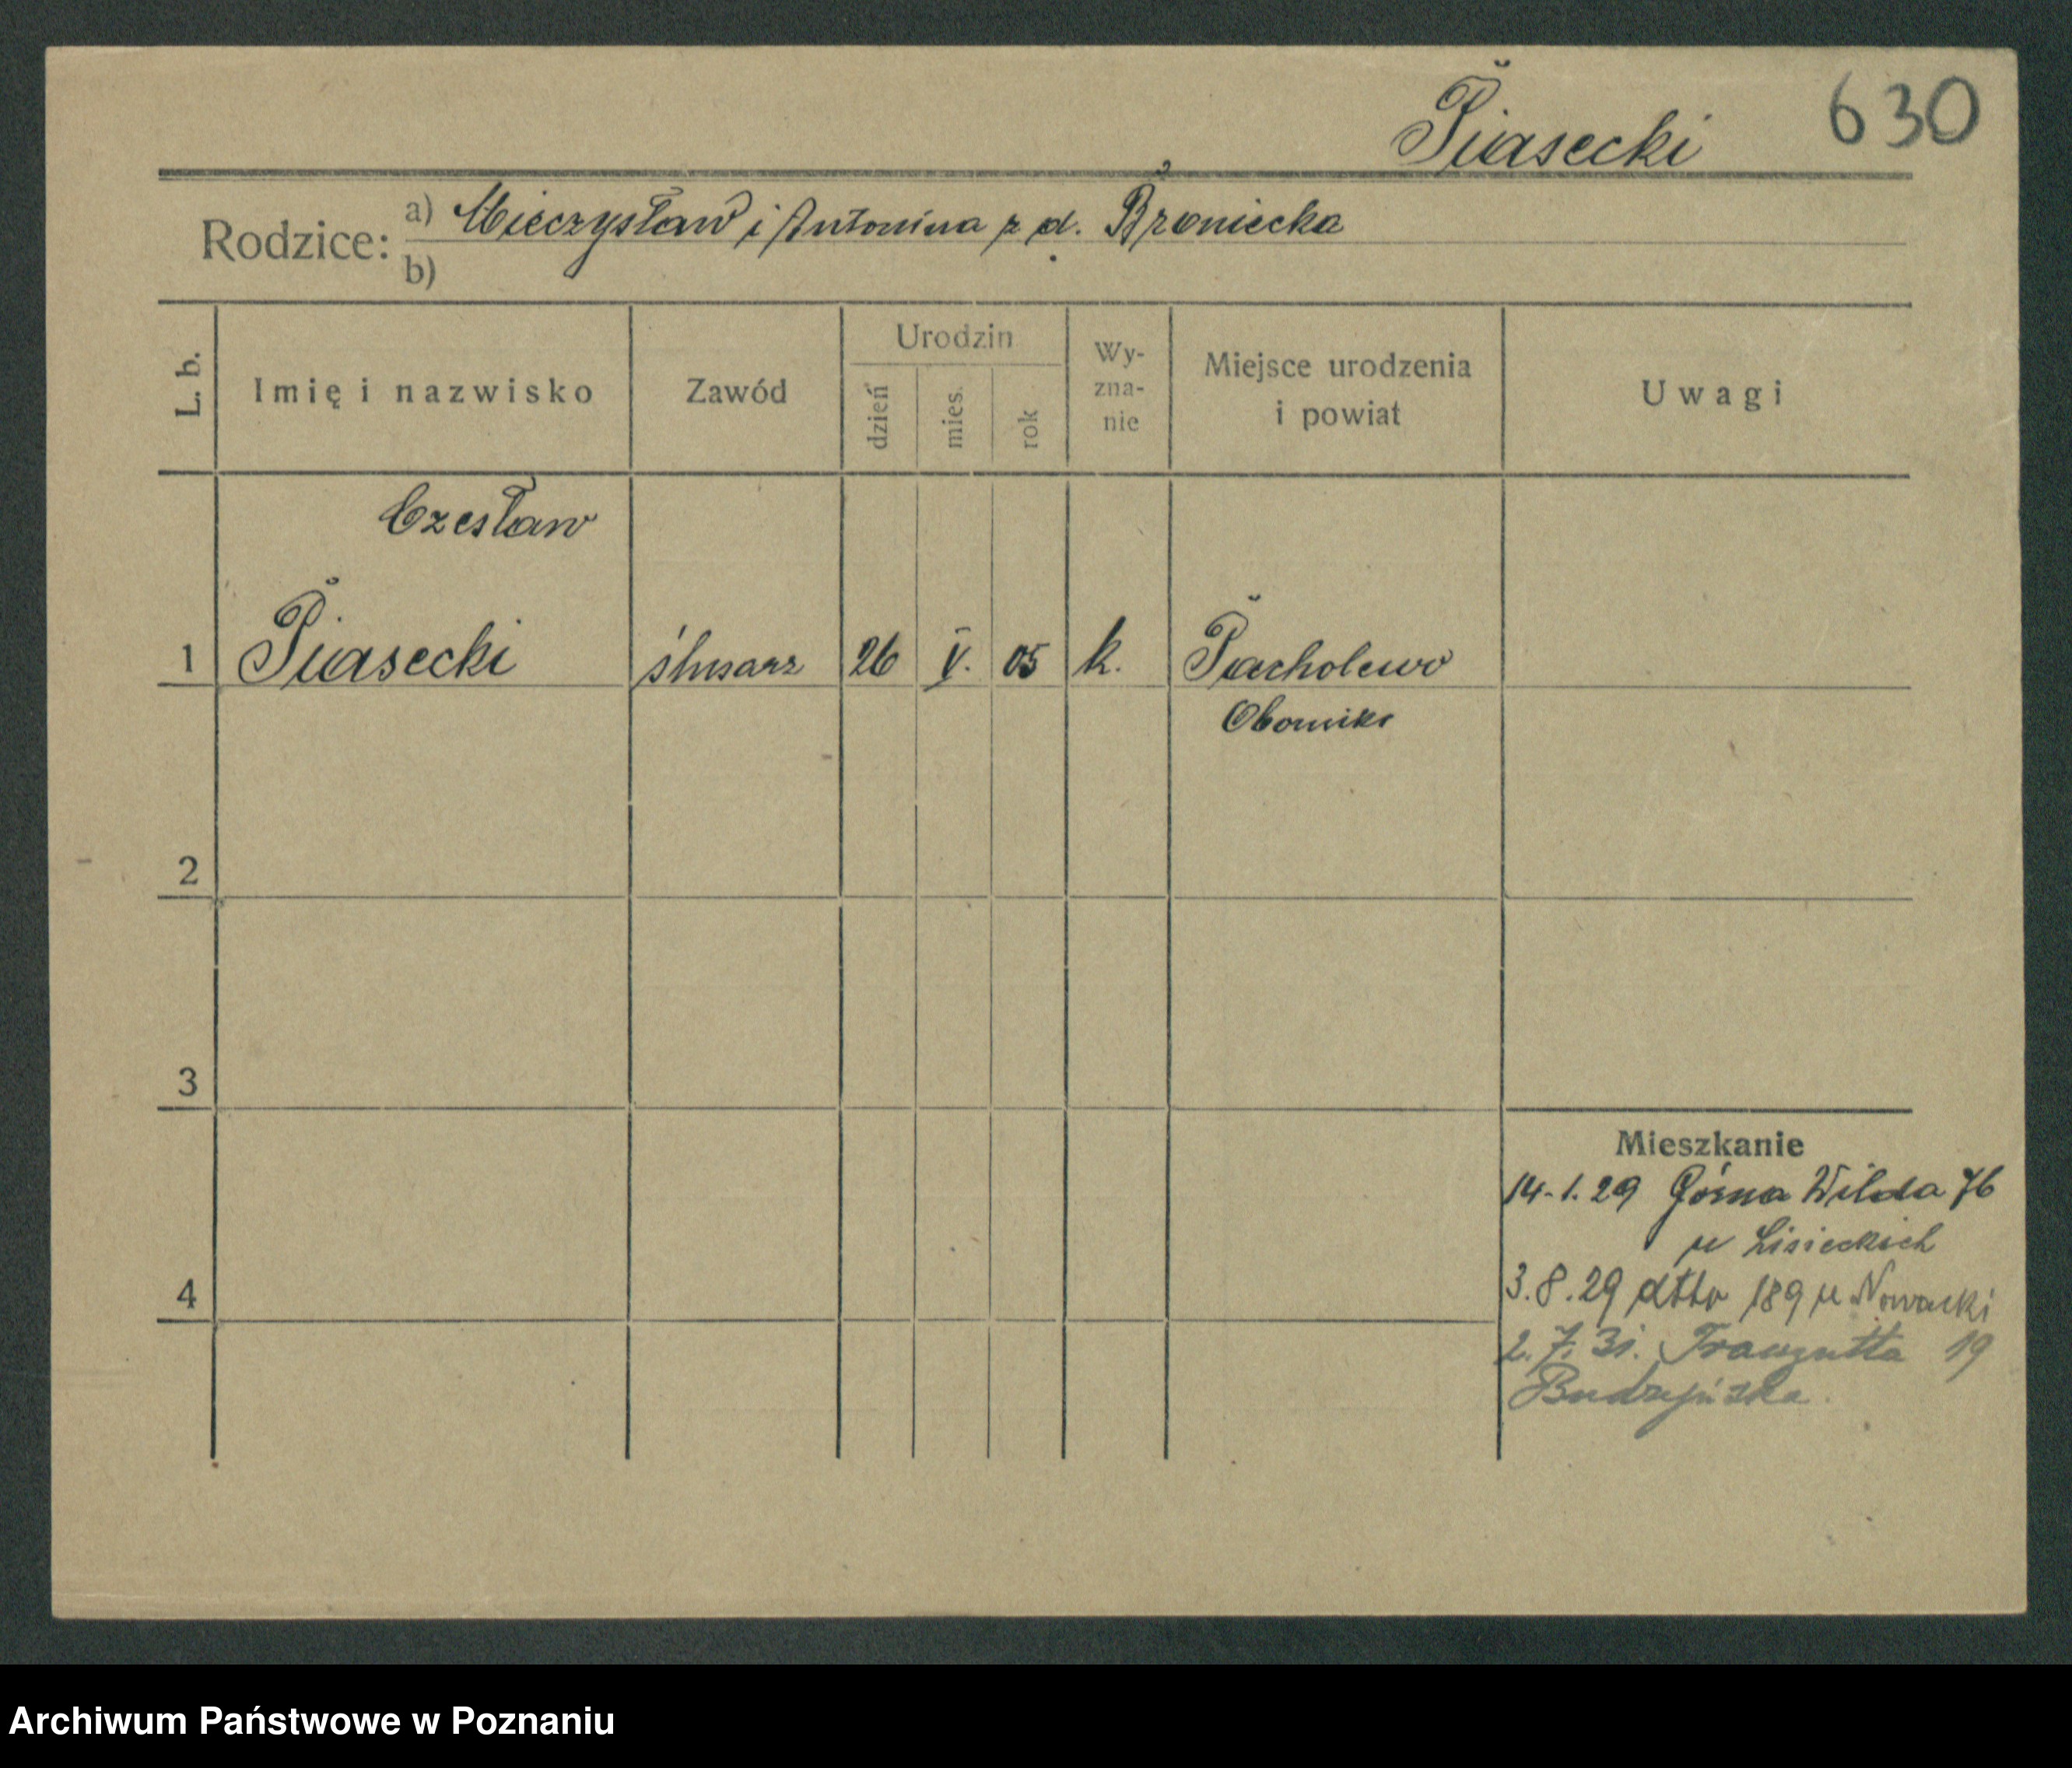 Piasecki 630
Rodzice: a) Mieczysław i Antonina z d. Broniecka
b)
L. b. Imię i nazwisko Zawód Urodzin dzień mies. rok Wy-zna-nie Miejsce urodzenia i powiat Uwagi
Czesław
1 Piasecki ślusarz 26 V. 05 k. Pacholewo
Oborniki
2
3
Mieszkanie
14-1.29 Górna Wilda 76
u Lisieckich
4 3.8.29 dtto 189 u Nowacki
2.7.31. Traugutta 19
Budzyńska
Archiwum Państwowe w Poznaniu